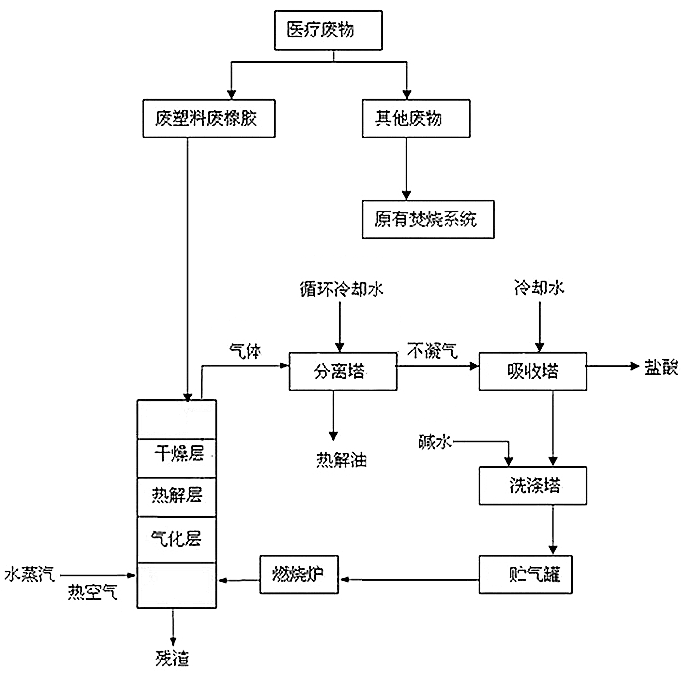 医疗废物
废塑料废橡胶
其他废物
原有焚烧系统
循环冷却水
冷却水
气体
分离塔
不凝气
吸收塔
盐酸
热解油
碱水
洗涤塔
干燥层
热解层
气化层
水蒸汽
热空气
燃烧炉
贮气罐
残渣